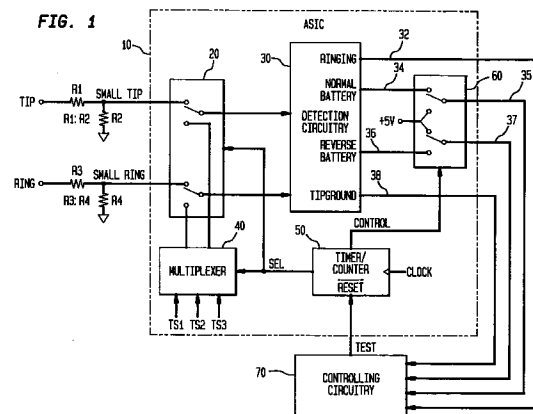 FIG. 1
ASIC
10
20
30
32
34
60
35
RINGING
NORMAL
BATTERY
TIP
R1
SMALL TIP
R1:R2
R2
DETECTION
CIRCUITRY
+5V
37
REVERSE
BATTERY
36
RING
R3
SMALL RING
R3:R4
R4
TIPGROUND
38
40
50
CONTROL
MULTIPLEXER
SEL
TIMER/
COUNTER
RESET
CLOCK
TS1 TS2 TS3
TEST
70
CONTROLLING
CIRCUITRY